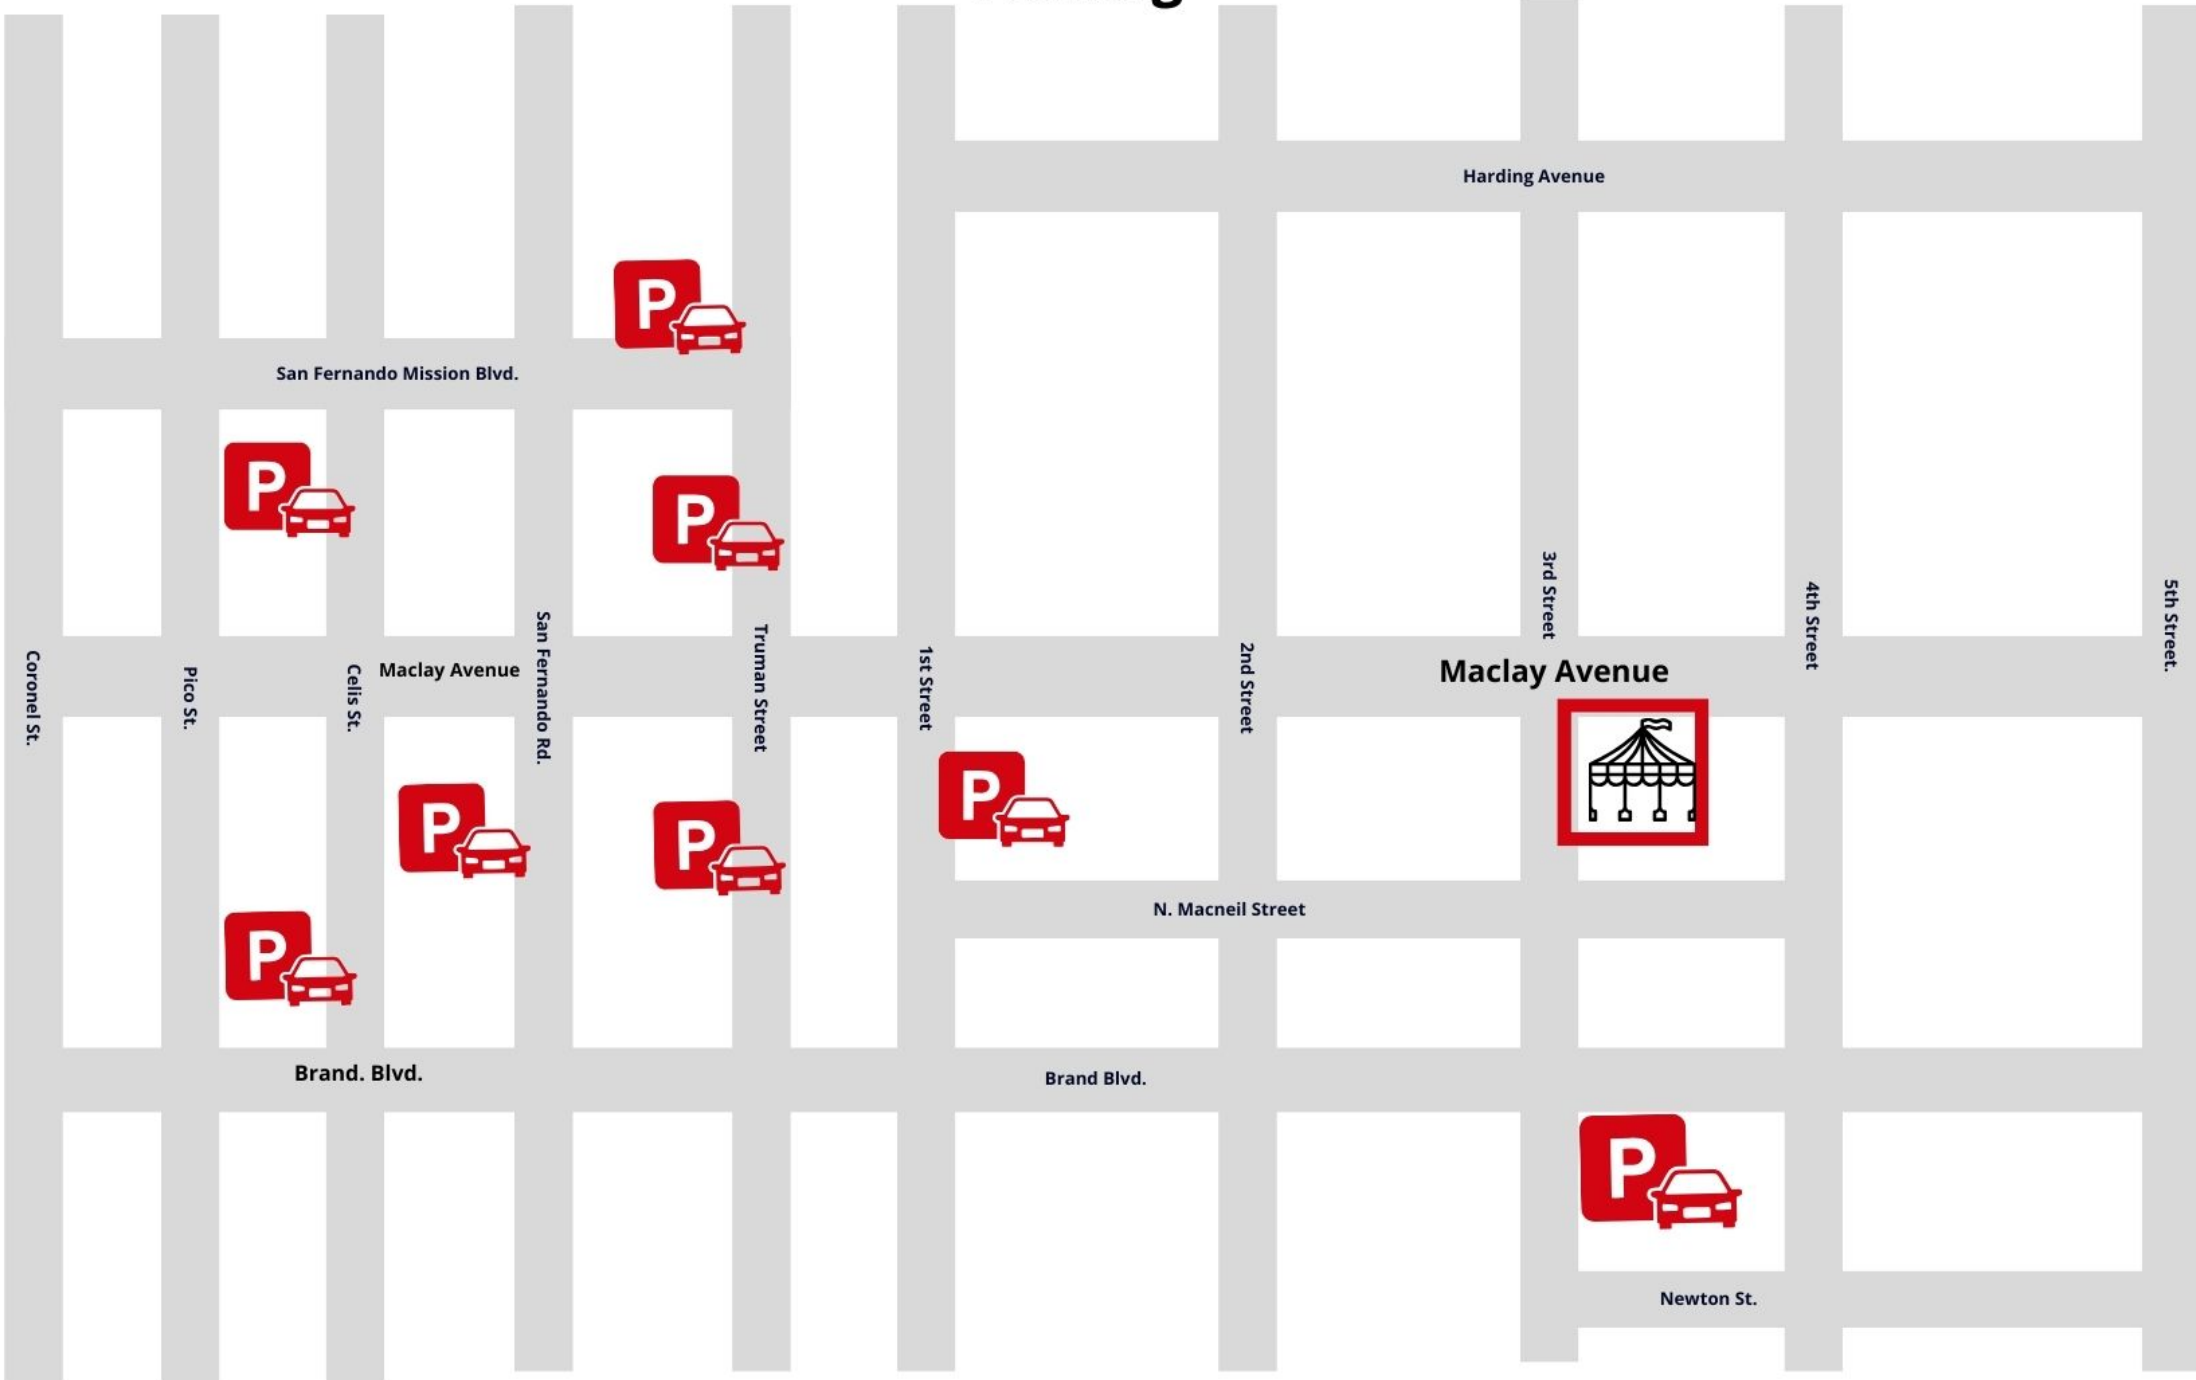 Harding Avenue
P
San Fernando Mission Blvd.
P
P
3rd Street
4th Street
5th Street.
San Fernando Rd.
Truman Street
1st Street
2nd Street
Coronel St.
Pico St.
Celis St.
Maclay Avenue
Maclay Avenue
P
P
P
P
N. Macneil Street
Brand. Blvd.
Brand Blvd.
P
Newton St.